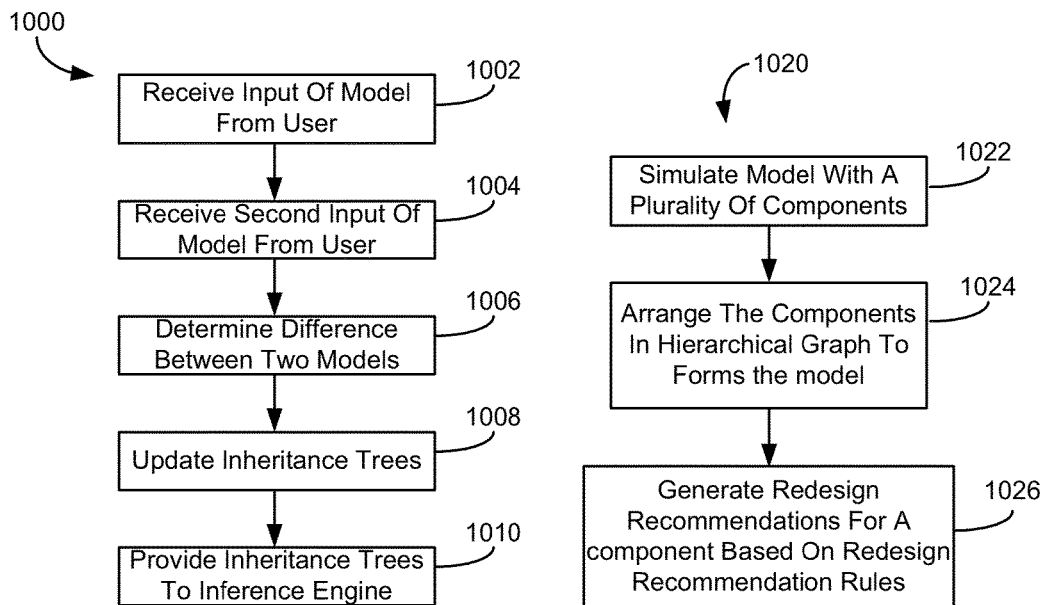 1000
1002
Receive Input Of Model
From User
1004
Receive Second Input Of
Model From User
1006
Determine Difference
Between Two Models
1008
Update Inheritance Trees
1010
Provide Inheritance Trees
To Inference Engine
1020
1022
Simulate Model With A
Plurality Of Components
1024
Arrange The Components
In Hierarchical Graph To
Forms the model
1026
Generate Redesign
Recommendations For A
component Based On Redesign
Recommendation Rules